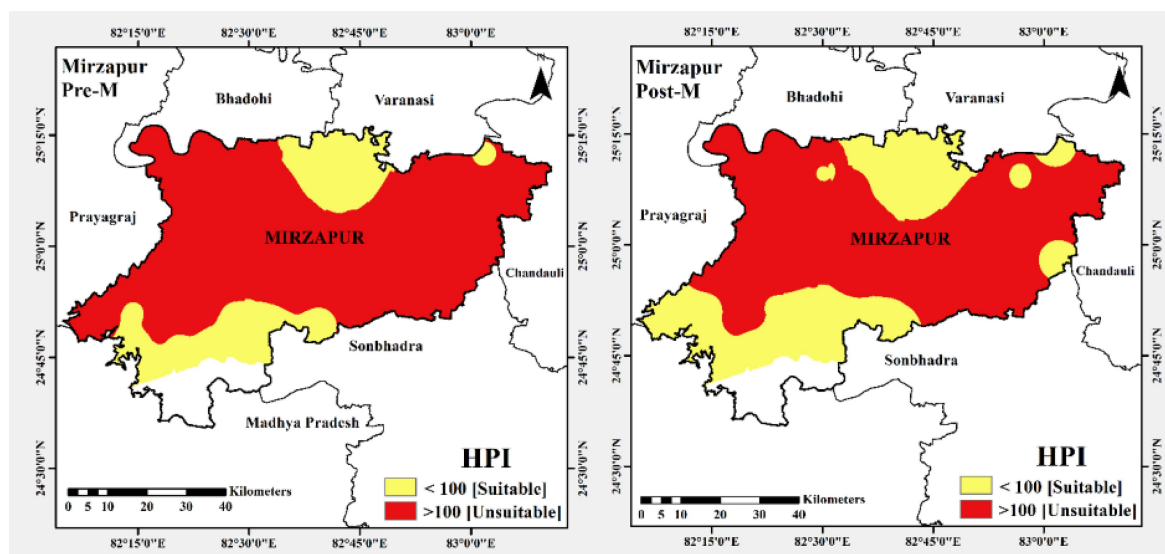 82°15'0"E 82°30'0"E 82°45'0"E 83°0'0"E
Mirzapur
Pre-M
N
Bhadohi
Varanasi
25°15'0"N
25°15'0"N
Prayagraj
MIRZAPUR
25°0'0"N
25°0'0"N
Chandauli
Sonbhadra
24°45'0"N
24°45'0"N
Madhya Pradesh
HPI
24°30'0"N
24°30'0"N
< 100 [Suitable]
>100 [Unsuitable]
Kilometers
0 5 10 20 30 40
82°15'0"E 82°30'0"E 82°45'0"E 83°0'0"E
82°15'0"E 82°30'0"E 82°45'0"E 83°0'0"E
Mirzapur
Post-M
N
Bhadohi
Varanasi
25°15'0"N
25°15'0"N
Prayagraj
MIRZAPUR
25°0'0"N
25°0'0"N
Chandauli
Sonbhadra
24°45'0"N
24°45'0"N
Madhya Pradesh
HPI
24°30'0"N
24°30'0"N
< 100 [Suitable]
>100 [Unsuitable]
Kilometers
0 5 10 20 30 40
82°15'0"E 82°30'0"E 82°45'0"E 83°0'0"E